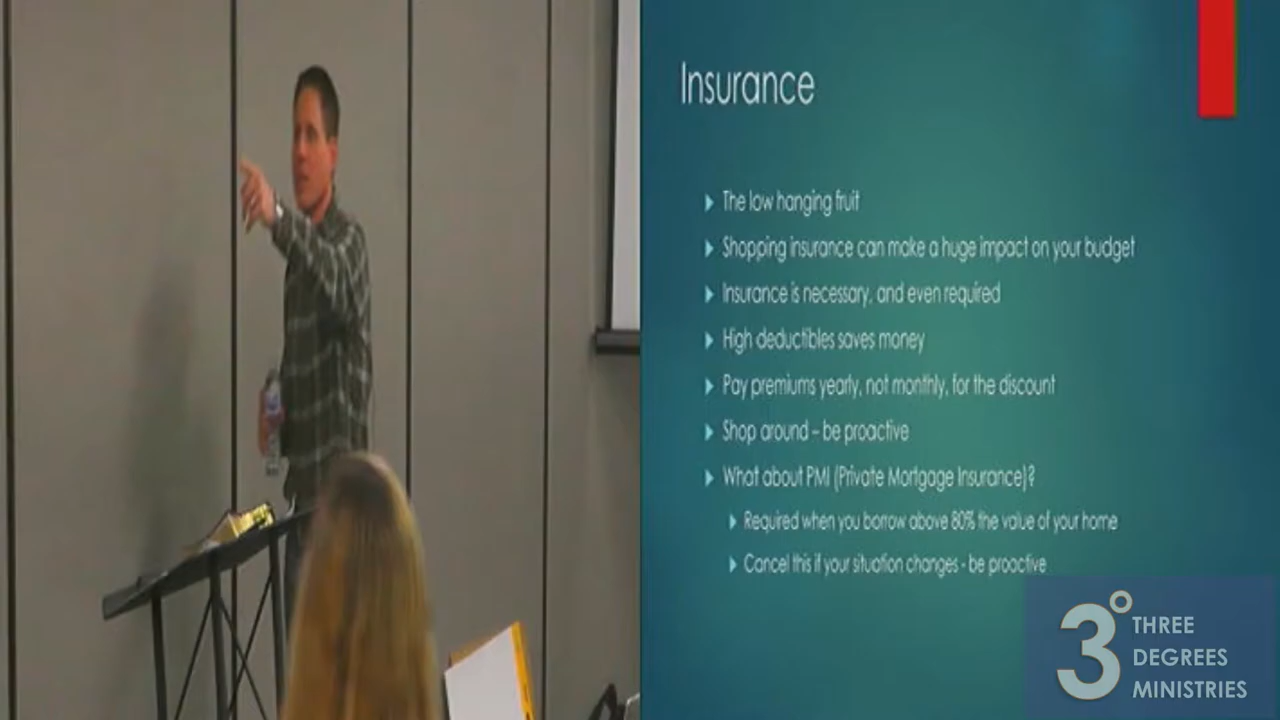 Insurance
The low hanging fruit
Shopping insurance can make a huge impact on your budget
Insurance is necessary, and even required
High deductibles saves money
Pay premiums yearly, not monthly, for the discount
Shop around – be proactive
What about PMI (Private Mortgage Insurance)?
Required when you borrow above 80% the value of your home
Cancel this if your situation changes - be proactive
3° THREE
DEGREES
MINISTRIES